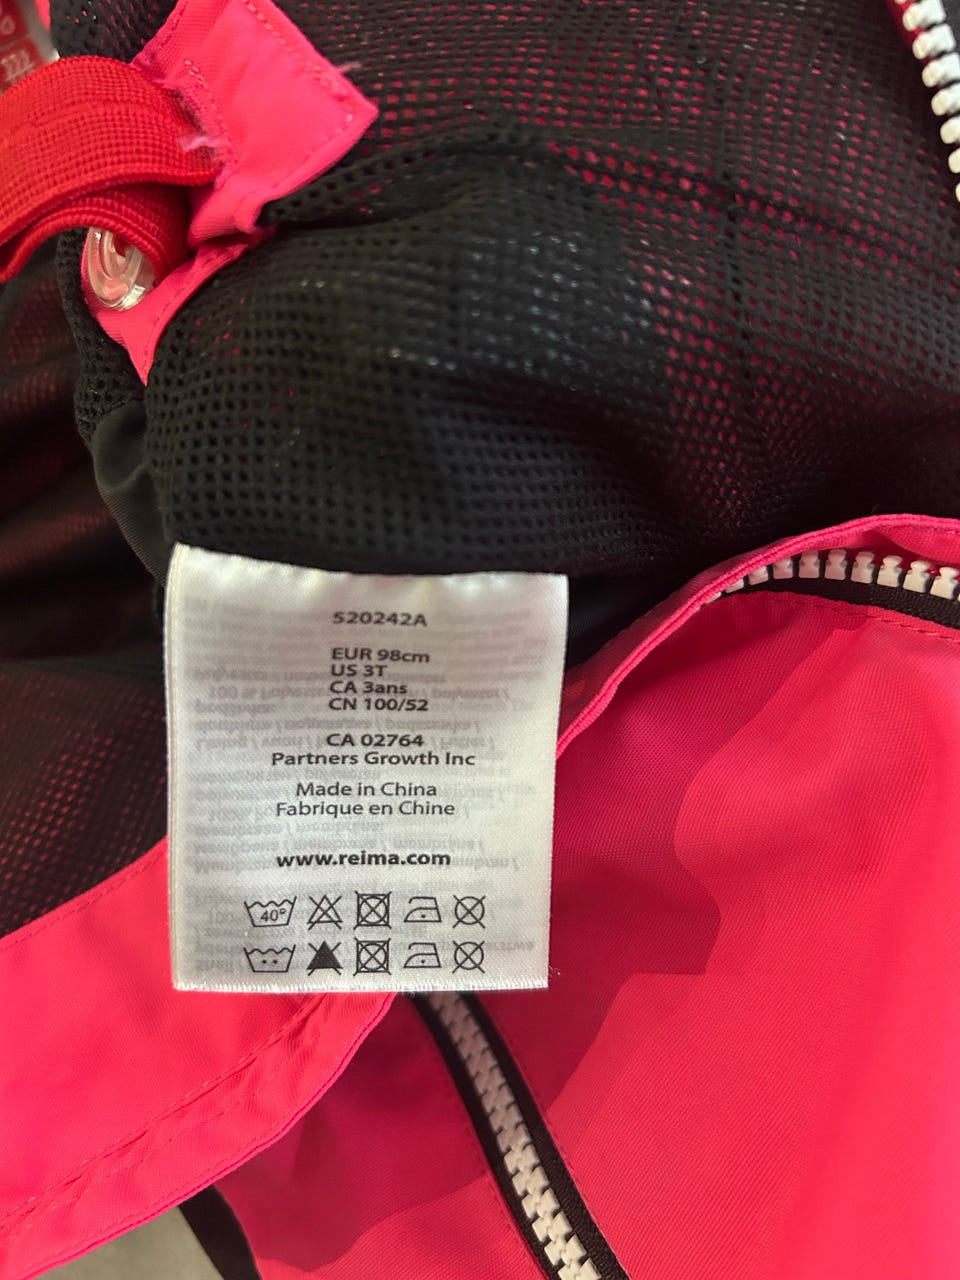 520242A
EUR 98cm
US 3T
CA 3ans
CN 100/52
CA 02764
Partners Growth Inc
Made in China
Fabrique en Chine
www.reima.com
40°